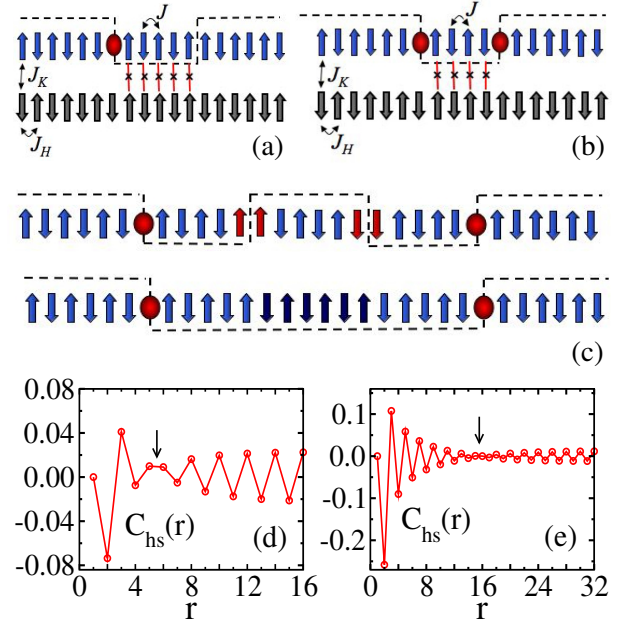 J
J
J_K
J_K
J_H
(a)
J_H
(b)
(c)
0.08
0.04
0.00
-0.04
-0.08
C_hs(r)
(d)
0 4 8 12 16
r
0.1
0.0
-0.1
-0.2
C_hs(r)
(e)
0 8 16 24 32
r